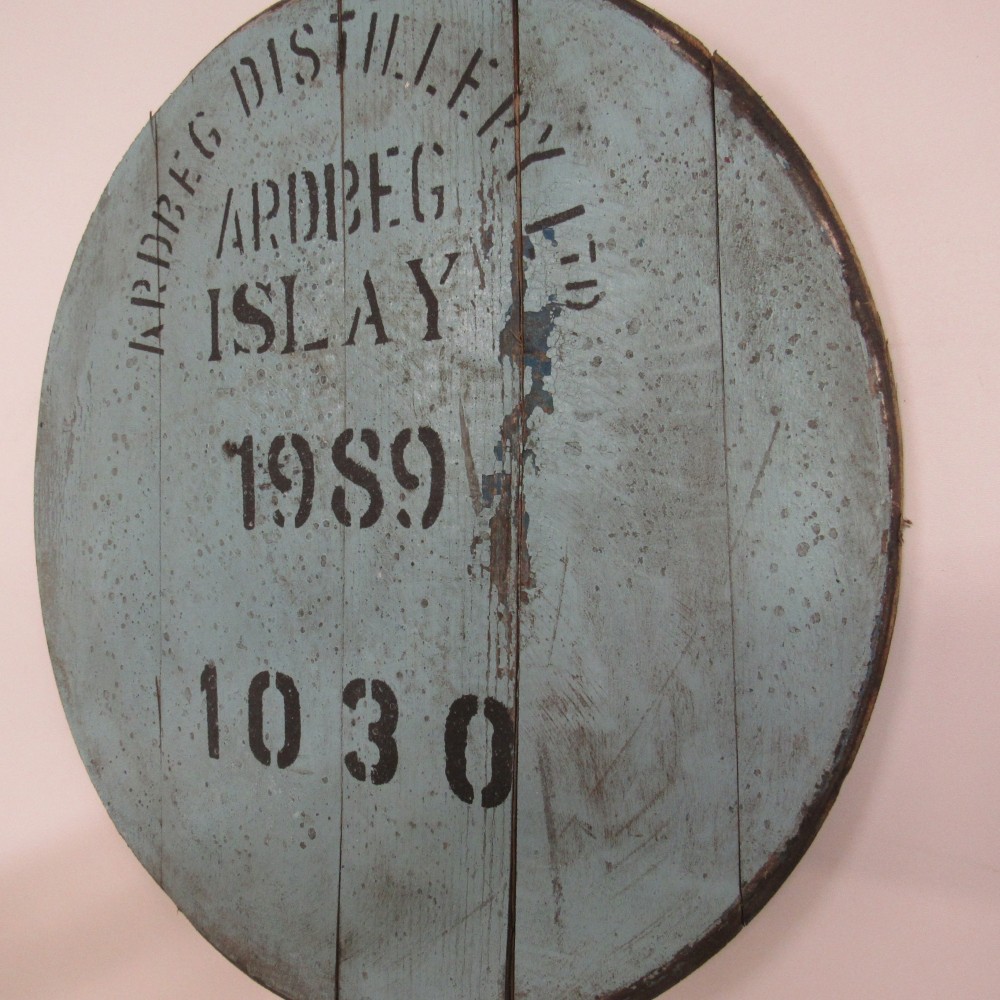 ARDBEG DISTILLERY LTD
ARDBEG
ISLAY
1989
1030